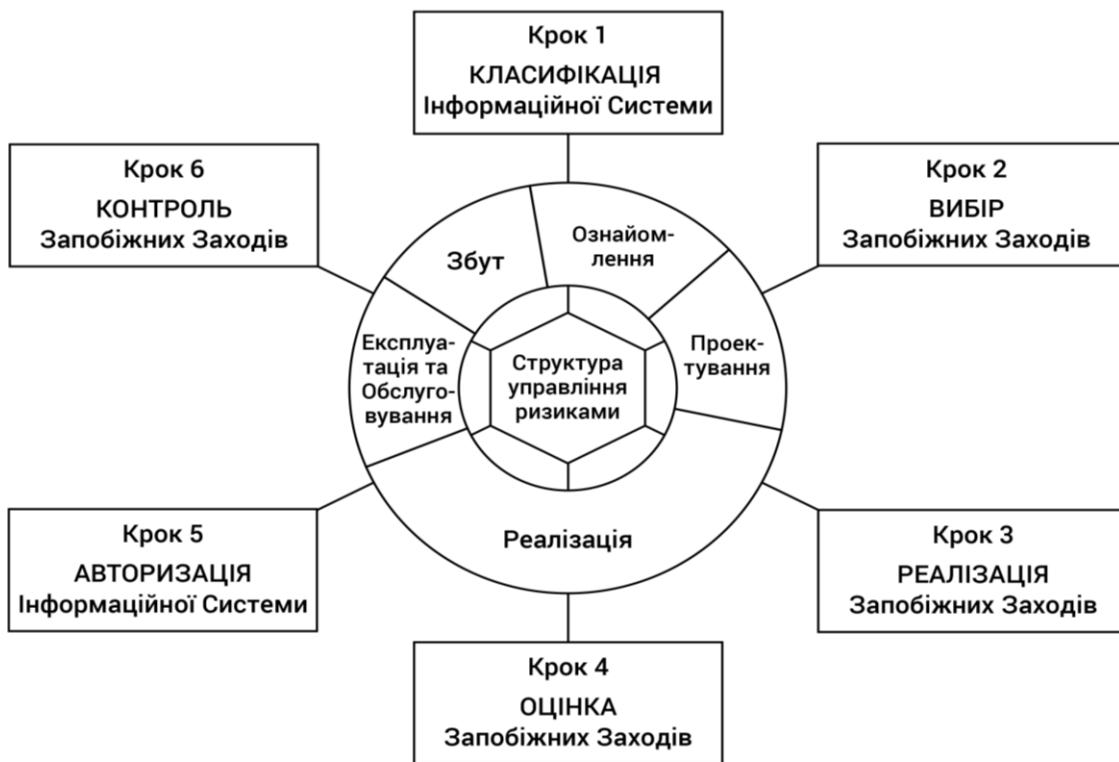 Крок 1
КЛАСИФІКАЦІЯ
Інформаційної Системи
Крок 6
КОНТРОЛЬ
Запобіжних Заходів
Крок 2
ВИБІР
Запобіжних Заходів
Збут
Ознайом-
лення
Експлуа-
тація та
Обслуго-
вування
Структура
управління
ризиками
Проек-
тування
Реалізація
Крок 5
АВТОРИЗАЦІЯ
Інформаційної Системи
Крок 3
РЕАЛІЗАЦІЯ
Запобіжних Заходів
Крок 4
ОЦІНКА
Запобіжних Заходів